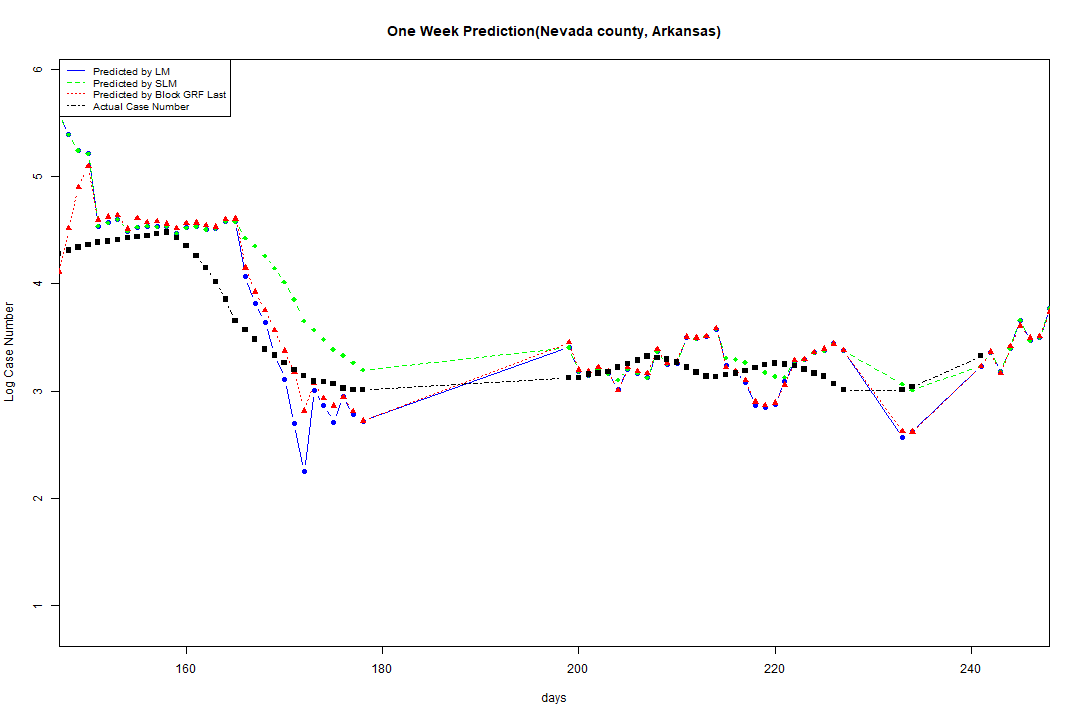 One Week Prediction(Nevada county, Arkansas)
Predicted by LM
Predicted by SLM
Predicted by Block GRF Last
Actual Case Number
6
5
4
3
2
1
Log Case Number
160 180 200 220 240
days